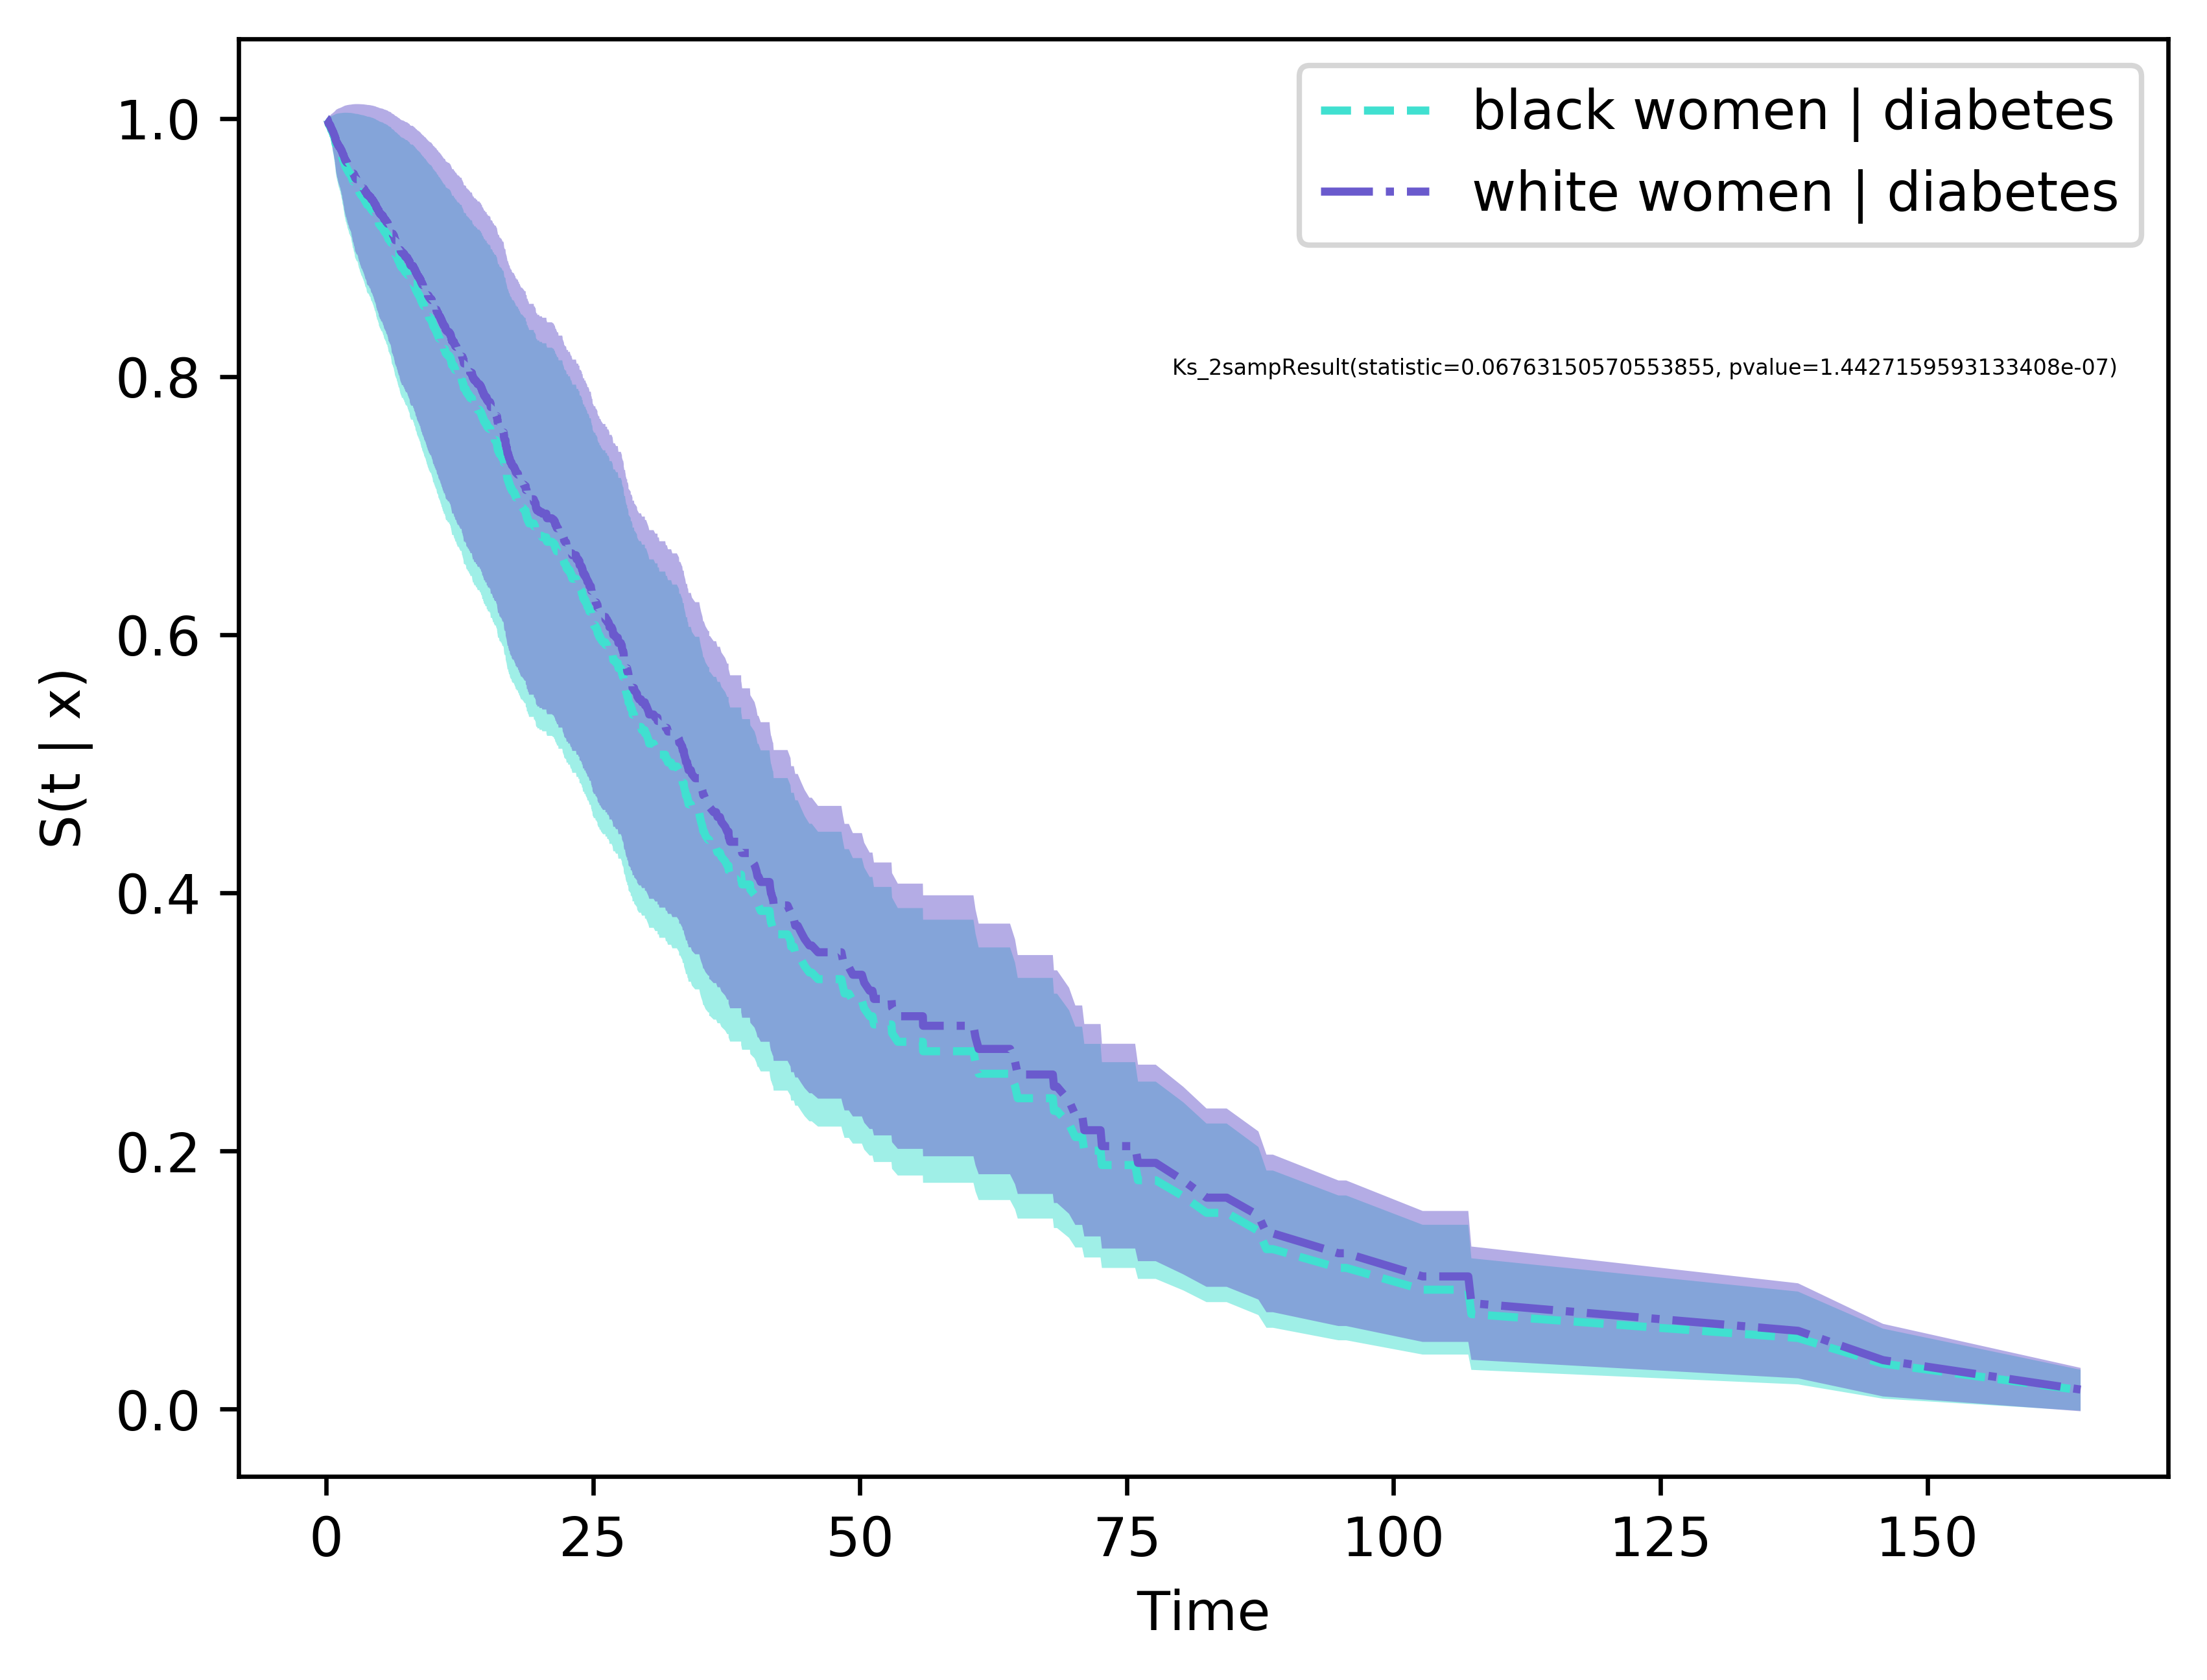 black women | diabetes
white women | diabetes
Ks_2sampResult(statistic=0.06763150570553855, pvalue=1.4427159593133408e-07)
S(t | x)
1.0
0.8
0.6
0.4
0.2
0.0
0 25 50 75 100 125 150
Time